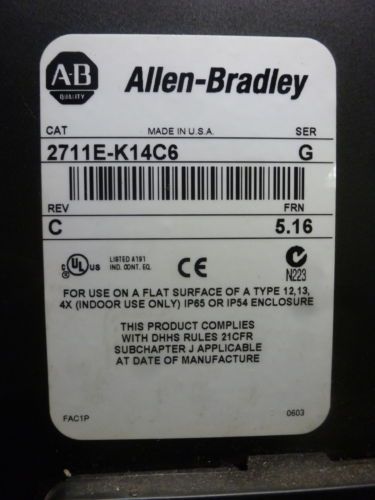 A-B
QUALITY
Allen-Bradley
CAT MADE IN U.S.A. SER
2711E-K14C6 G
REV FRN
C 5.16
C UL US LISTED A191
IND. CONT. EQ.
CE
N223
FOR USE ON A FLAT SURFACE OF A TYPE 12,13,
4X (INDOOR USE ONLY) IP65 OR IP54 ENCLOSURE
THIS PRODUCT COMPLIES
WITH DHHS RULES 21CFR
SUBCHAPTER J APPLICABLE
AT DATE OF MANUFACTURE
FAC1P 0603